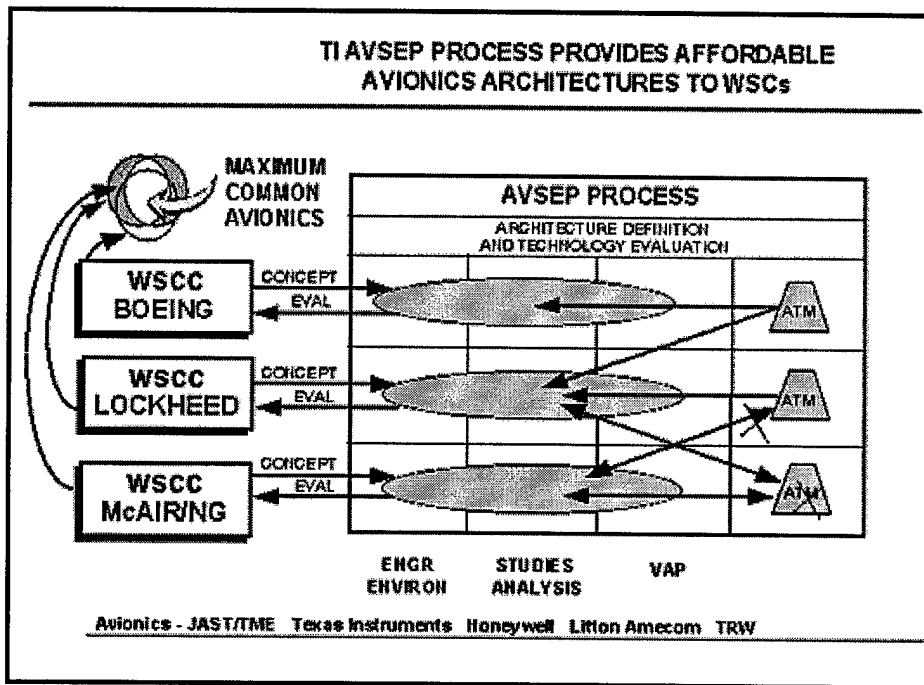 TI AVSEP PROCESS PROVIDES AFFORDABLE
AVIONICS ARCHITECTURES TO WSCs
MAXIMUM
COMMON
AVIONICS
AVSEP PROCESS
ARCHITECTURE DEFINITION
AND TECHNOLOGY EVALUATION
WSCC
BOEING
CONCEPT
EVAL
ATM
WSCC
LOCKHEED
CONCEPT
EVAL
ATM
WSCC
McAIR/NG
CONCEPT
EVAL
ATM
ENGR
ENVIRON
STUDIES
ANALYSIS
VAP
Avionics - JAST/TME Texas Instruments Honeywell Litton Amecom TRW